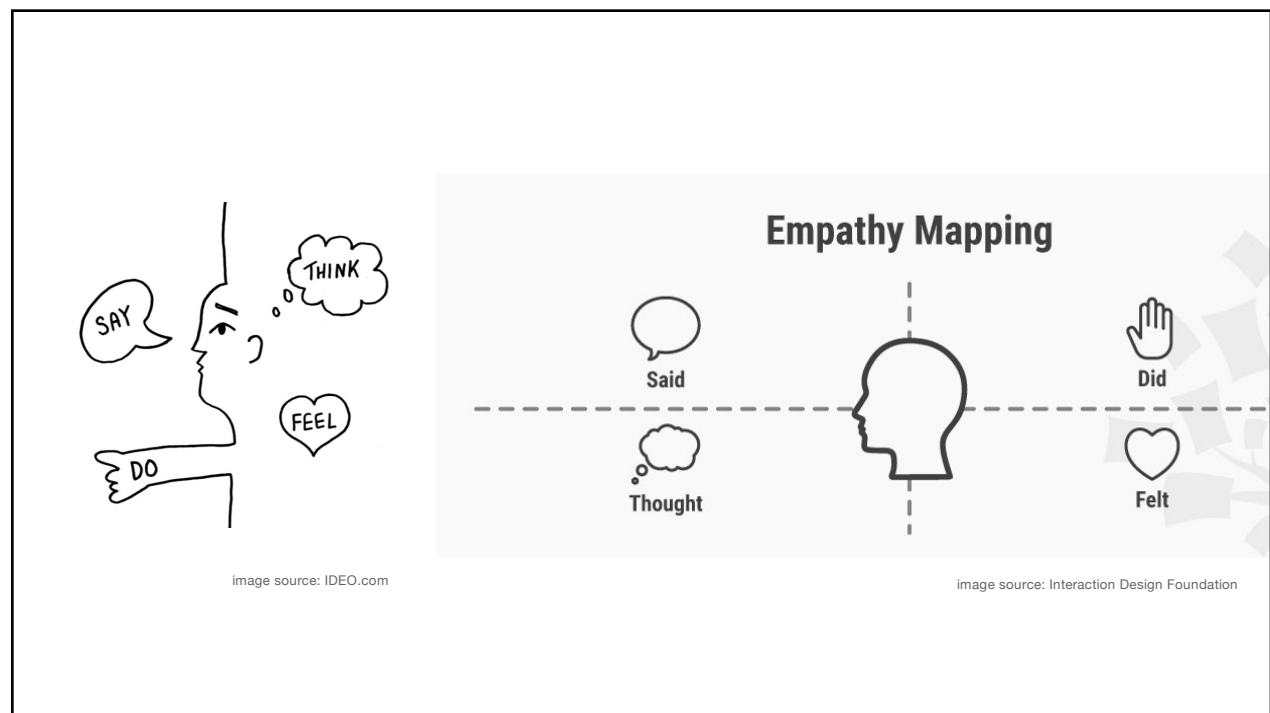 SAY
THINK
FEEL
DO
image source: IDEO.com
Empathy Mapping
Said
Did
Thought
Felt
image source: Interaction Design Foundation